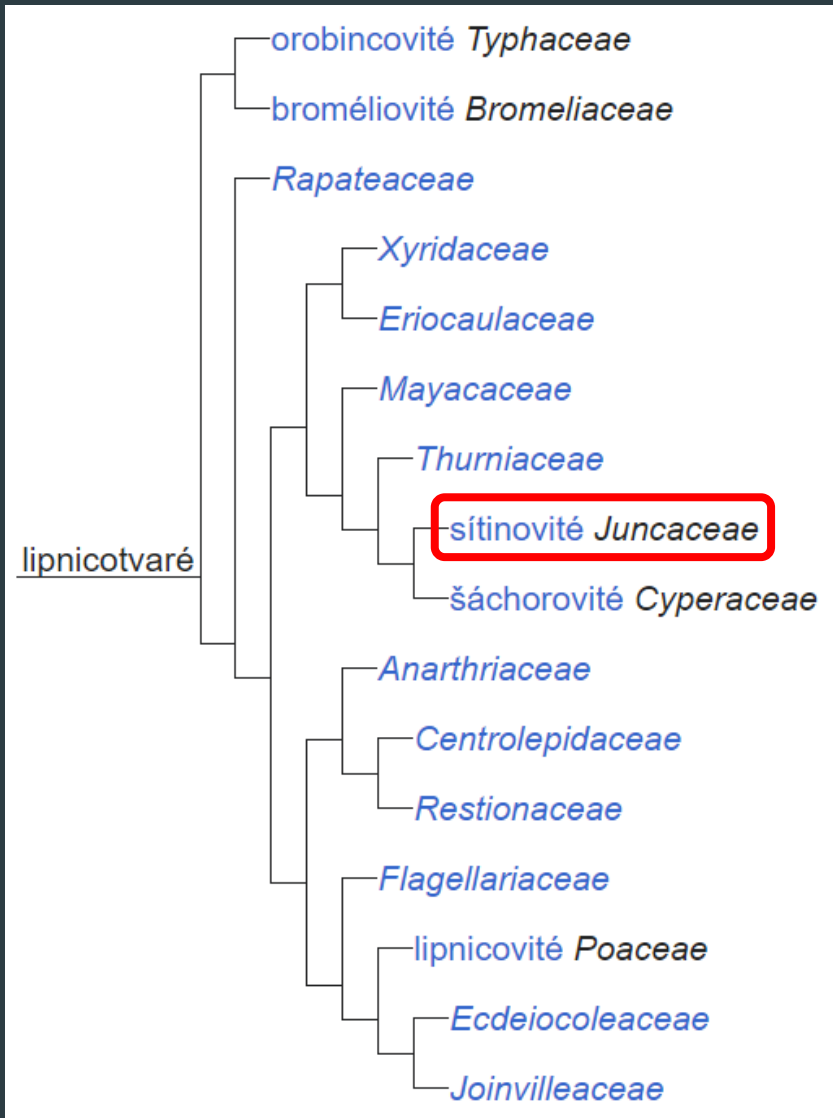 orobincovité Typhaceae
broméliovité Bromeliaceae
Rapateaceae
Xyridaceae
Eriocaulaceae
Mayacaceae
Thurniaceae
sítinovité Juncaceae
lipnicotvaré
šáchorovité Cyperaceae
Anarthriaceae
Centrolepidaceae
Restionaceae
Flagellariaceae
lipnicovité Poaceae
Ecdeiocoleaceae
Joinvilleaceae